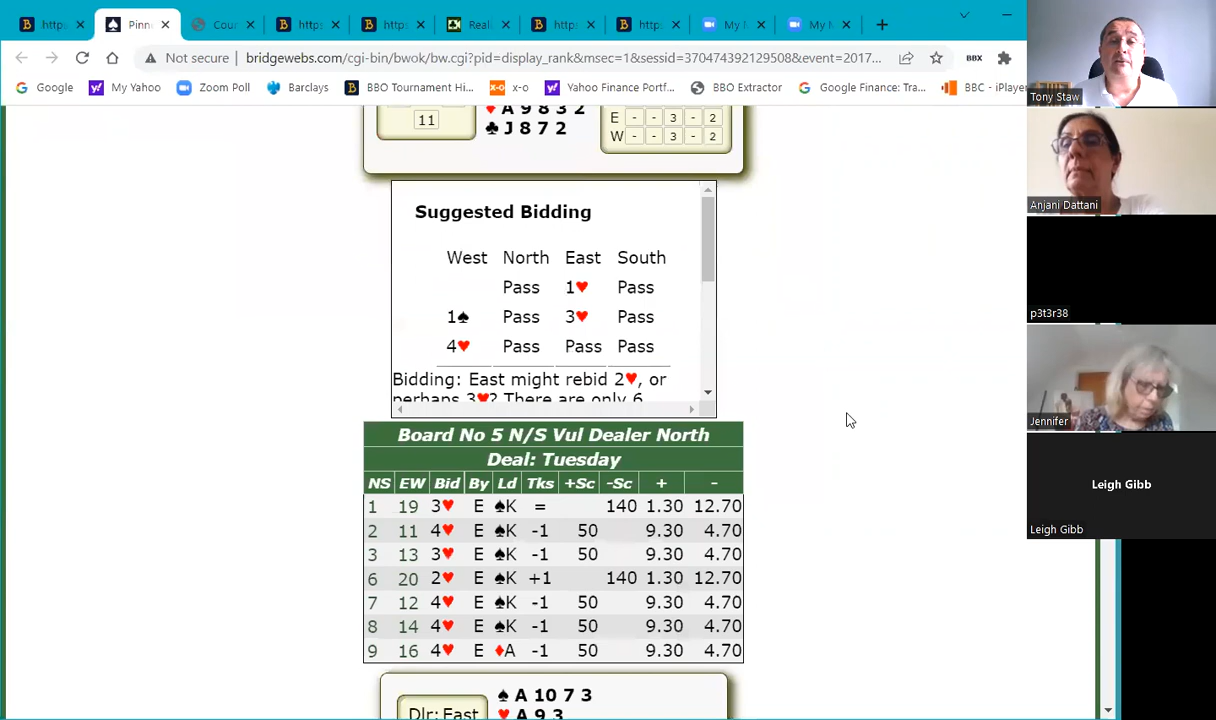 https
Pinn
Cour
https
https
Reali
https
https
My M
My M
Not secure bridgewebs.com/cgi-bin/bwok/bw.cgi?pid=display_rank&msec=1&sessid=370474392129508&event=2017...
BBX
Google My Yahoo Zoom Poll Barclays BBO Tournament Hi... x-o x-o Yahoo Finance Portf... BBO Extractor Google Finance: Tra... BBC - iPlayer
11
♦ A 9 8 3 2
♣ J 8 7 2
E - - 3 - 2
W - - 3 - 2
Suggested Bidding
West North East South
Pass 1♥ Pass
1♠ Pass 3♥ Pass
4♥ Pass Pass Pass
Bidding: East might rebid 2♥, or
perhaps 3♥? There are only 6
Board No 5 N/S Vul Dealer North
Deal: Tuesday
NS EW Bid By Ld Tks +Sc -Sc + -
1 19 3♥ E ♠K = 140 1.30 12.70
2 11 4♥ E ♠K -1 50 9.30 4.70
3 13 3♥ E ♠K -1 50 9.30 4.70
6 20 2♥ E ♠K +1 140 1.30 12.70
7 12 4♥ E ♠K -1 50 9.30 4.70
8 14 4♥ E ♠K -1 50 9.30 4.70
9 16 4♥ E ♦A -1 50 9.30 4.70
♠ A 10 7 3
Dlr: East
♥ A 9 3
Tony Staw
Anjani Dattani
p3t3r38
Jennifer
Leigh Gibb
Leigh Gibb